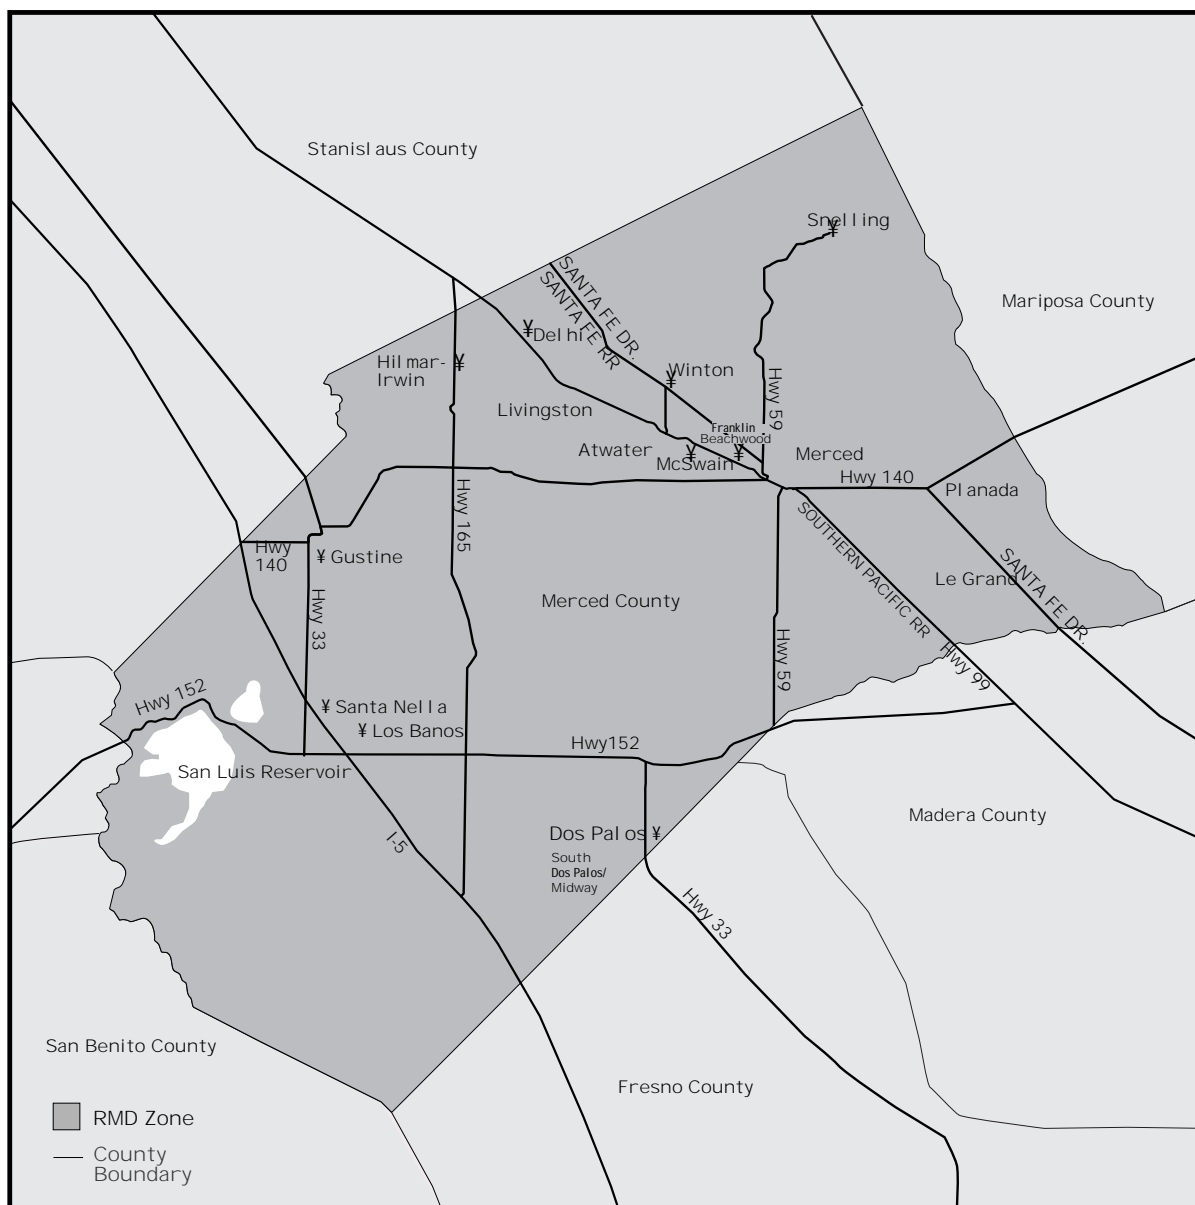 Stanislaus County
Snelling
¥
SANTA FE DR.
SANTA FE RR
Mariposa County
¥
Delhi
Hilmar-
Irwin
¥
Winton
¥
Hwy 59
Livingston
Franklin
Beachwood
Atwater
¥
McSwain
¥
Merced
Hwy 140
Planada
Hwy 165
SOUTHERN PACIFIC RR
Hwy
140
¥ Gustine
SANTA FE DR.
Le Grand
Hwy 33
Merced County
Hwy 59
Hwy 99
Hwy 152
¥ Santa Nella
¥ Los Banos
Hwy152
San Luis Reservoir
Madera County
I-5
Dos Palos ¥
South
Dos Palos/
Midway
Hwy 33
San Benito County
Fresno County
RMD Zone
County
Boundary